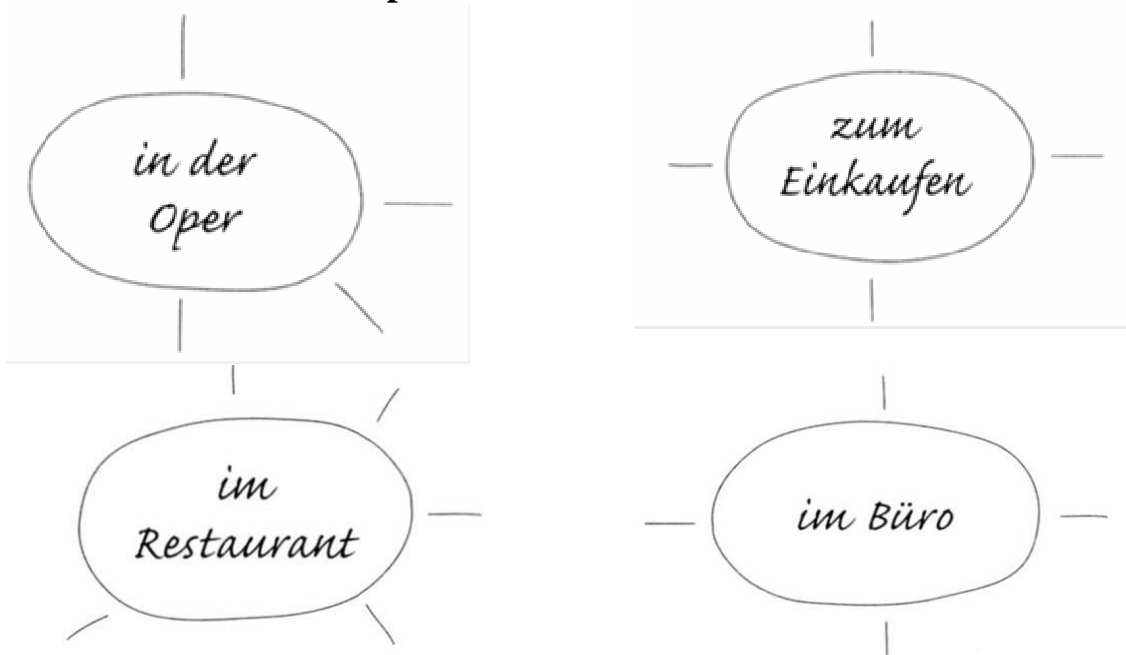 in der
Oper
zum
Einkaufen
im
Restaurant
im Büro